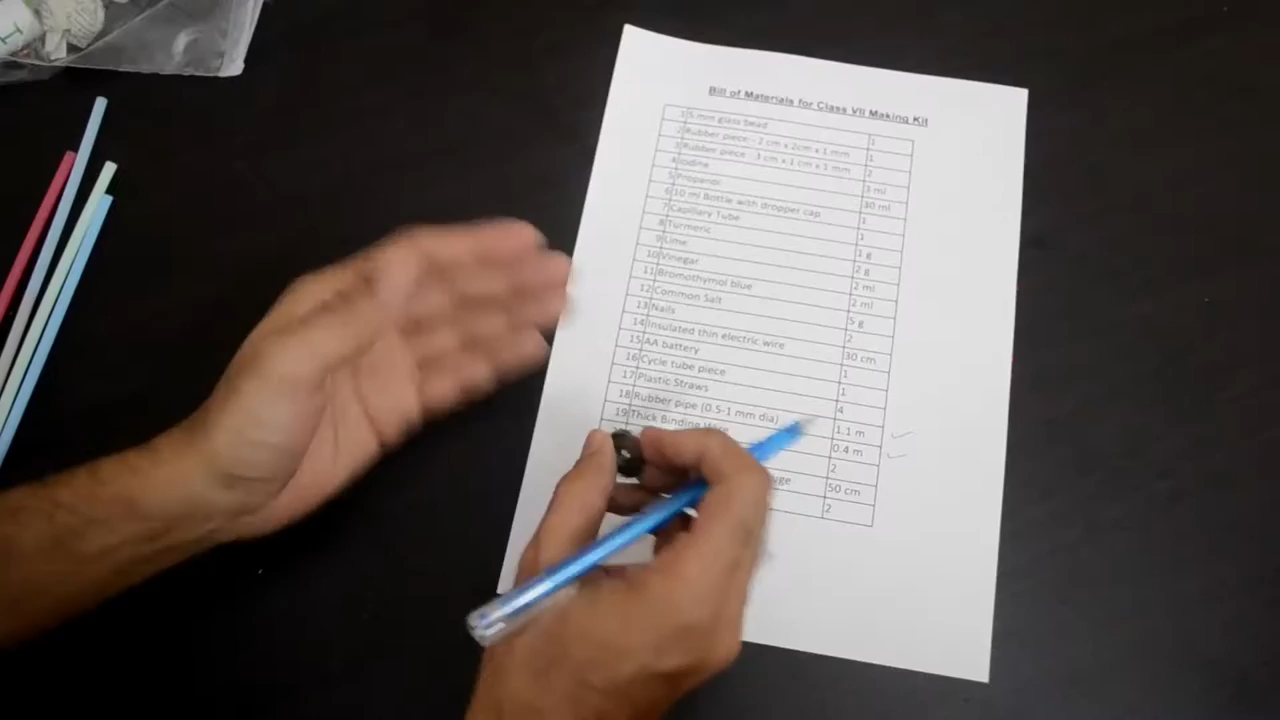 Bill of Materials for Class VII Making Kit
1 5 mm glass bead 1
2 Rubber piece - 2 cm x 2cm x 1 mm 1
3 Rubber piece - 3 cm x 1 cm x 1 mm 2
4 Iodine 3 ml
5 Propanol 30 ml
6 10 ml Bottle with dropper cap 1
7 Capillary Tube 1
8 Turmeric 1 g
9 Lime 2 g
10 Vinegar 2 ml
11 Bromothymol blue 2 ml
12 Common Salt 5 g
13 Nails 2
14 Insulated thin electric wire 30 cm
15 AA battery 1
16 Cycle tube piece 1
17 Plastic Straws 4
18 Rubber pipe (0.5-1 mm dia) 1.1 m
19 Thick Binding Wire 0.4 m
2
50 cm
2